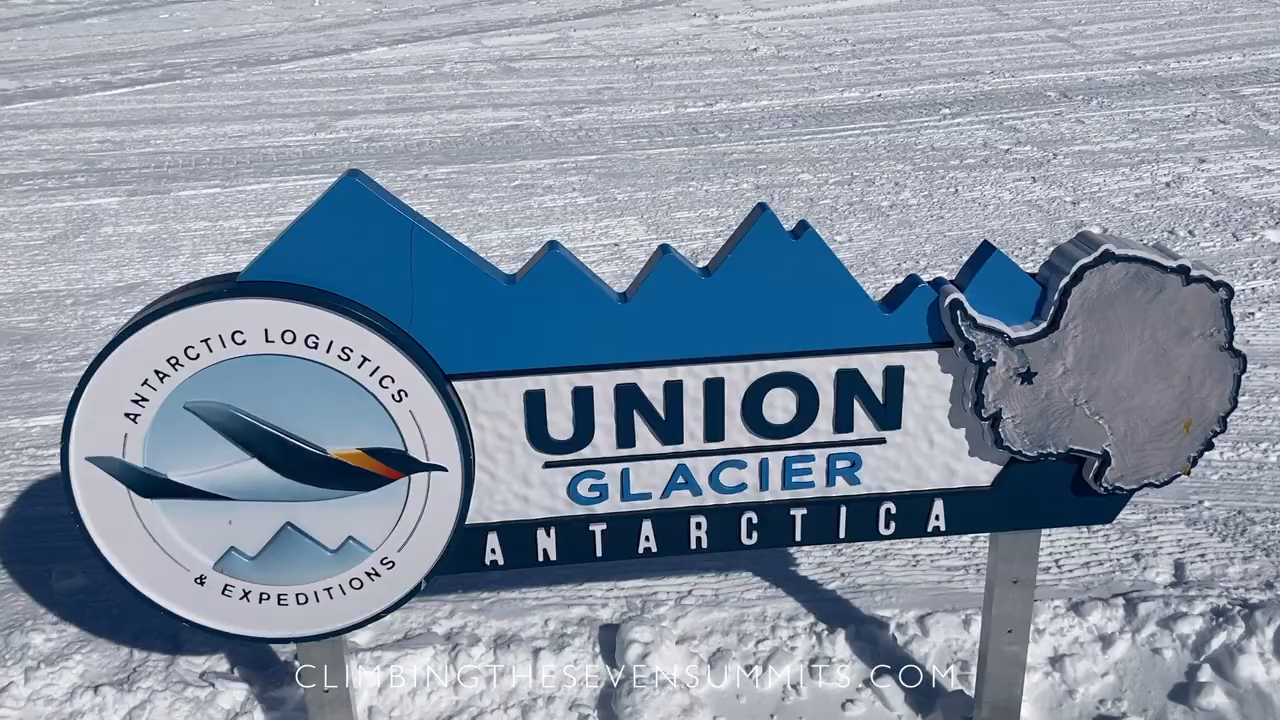 ANTARCTIC LOGISTICS
& EXPEDITIONS
UNION
GLACIER
ANTARCTICA
CLIMBINGTHESEVENSUMMITS.COM